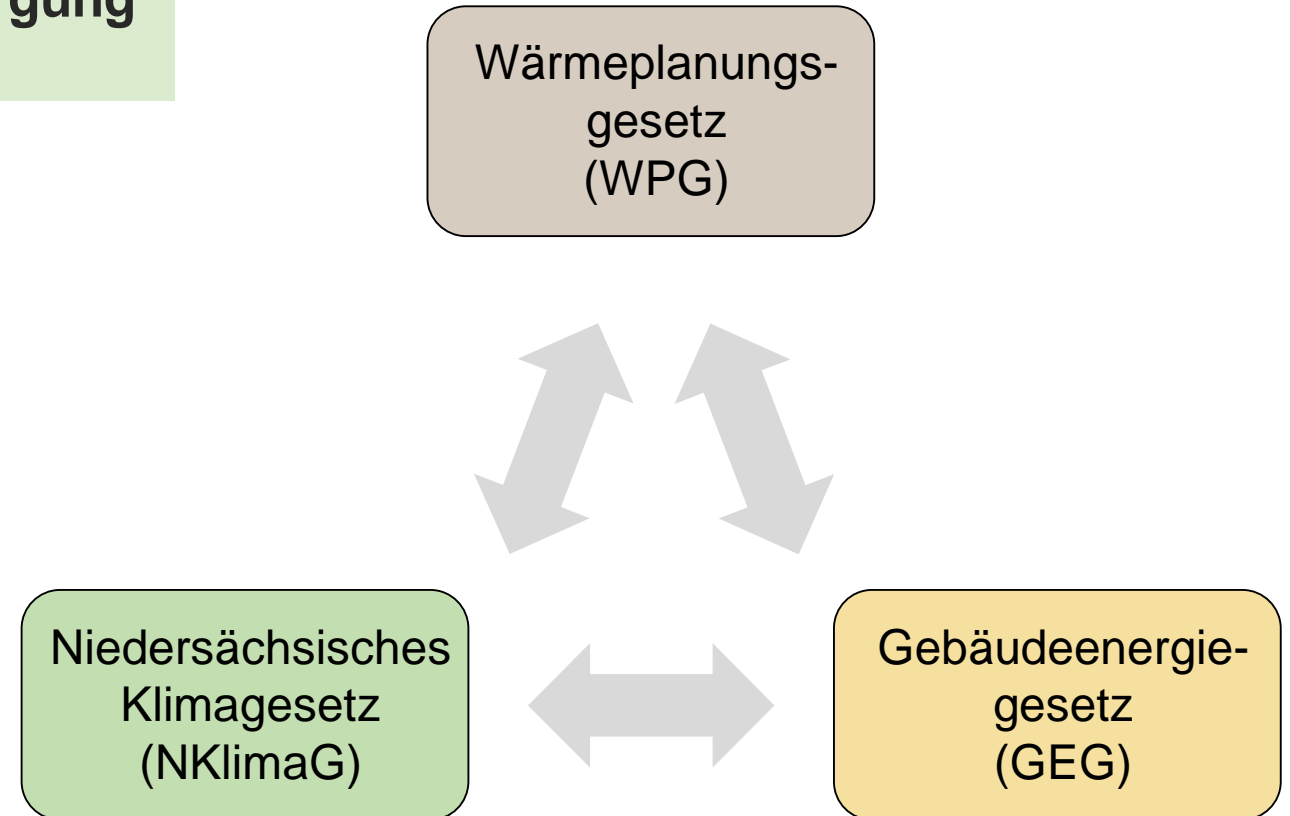 gung
Wärmeplanungs-
gesetz
(WPG)
Niedersächsisches
Klimagesetz
(NKlimaG)
Gebäudeenergie-
gesetz
(GEG)